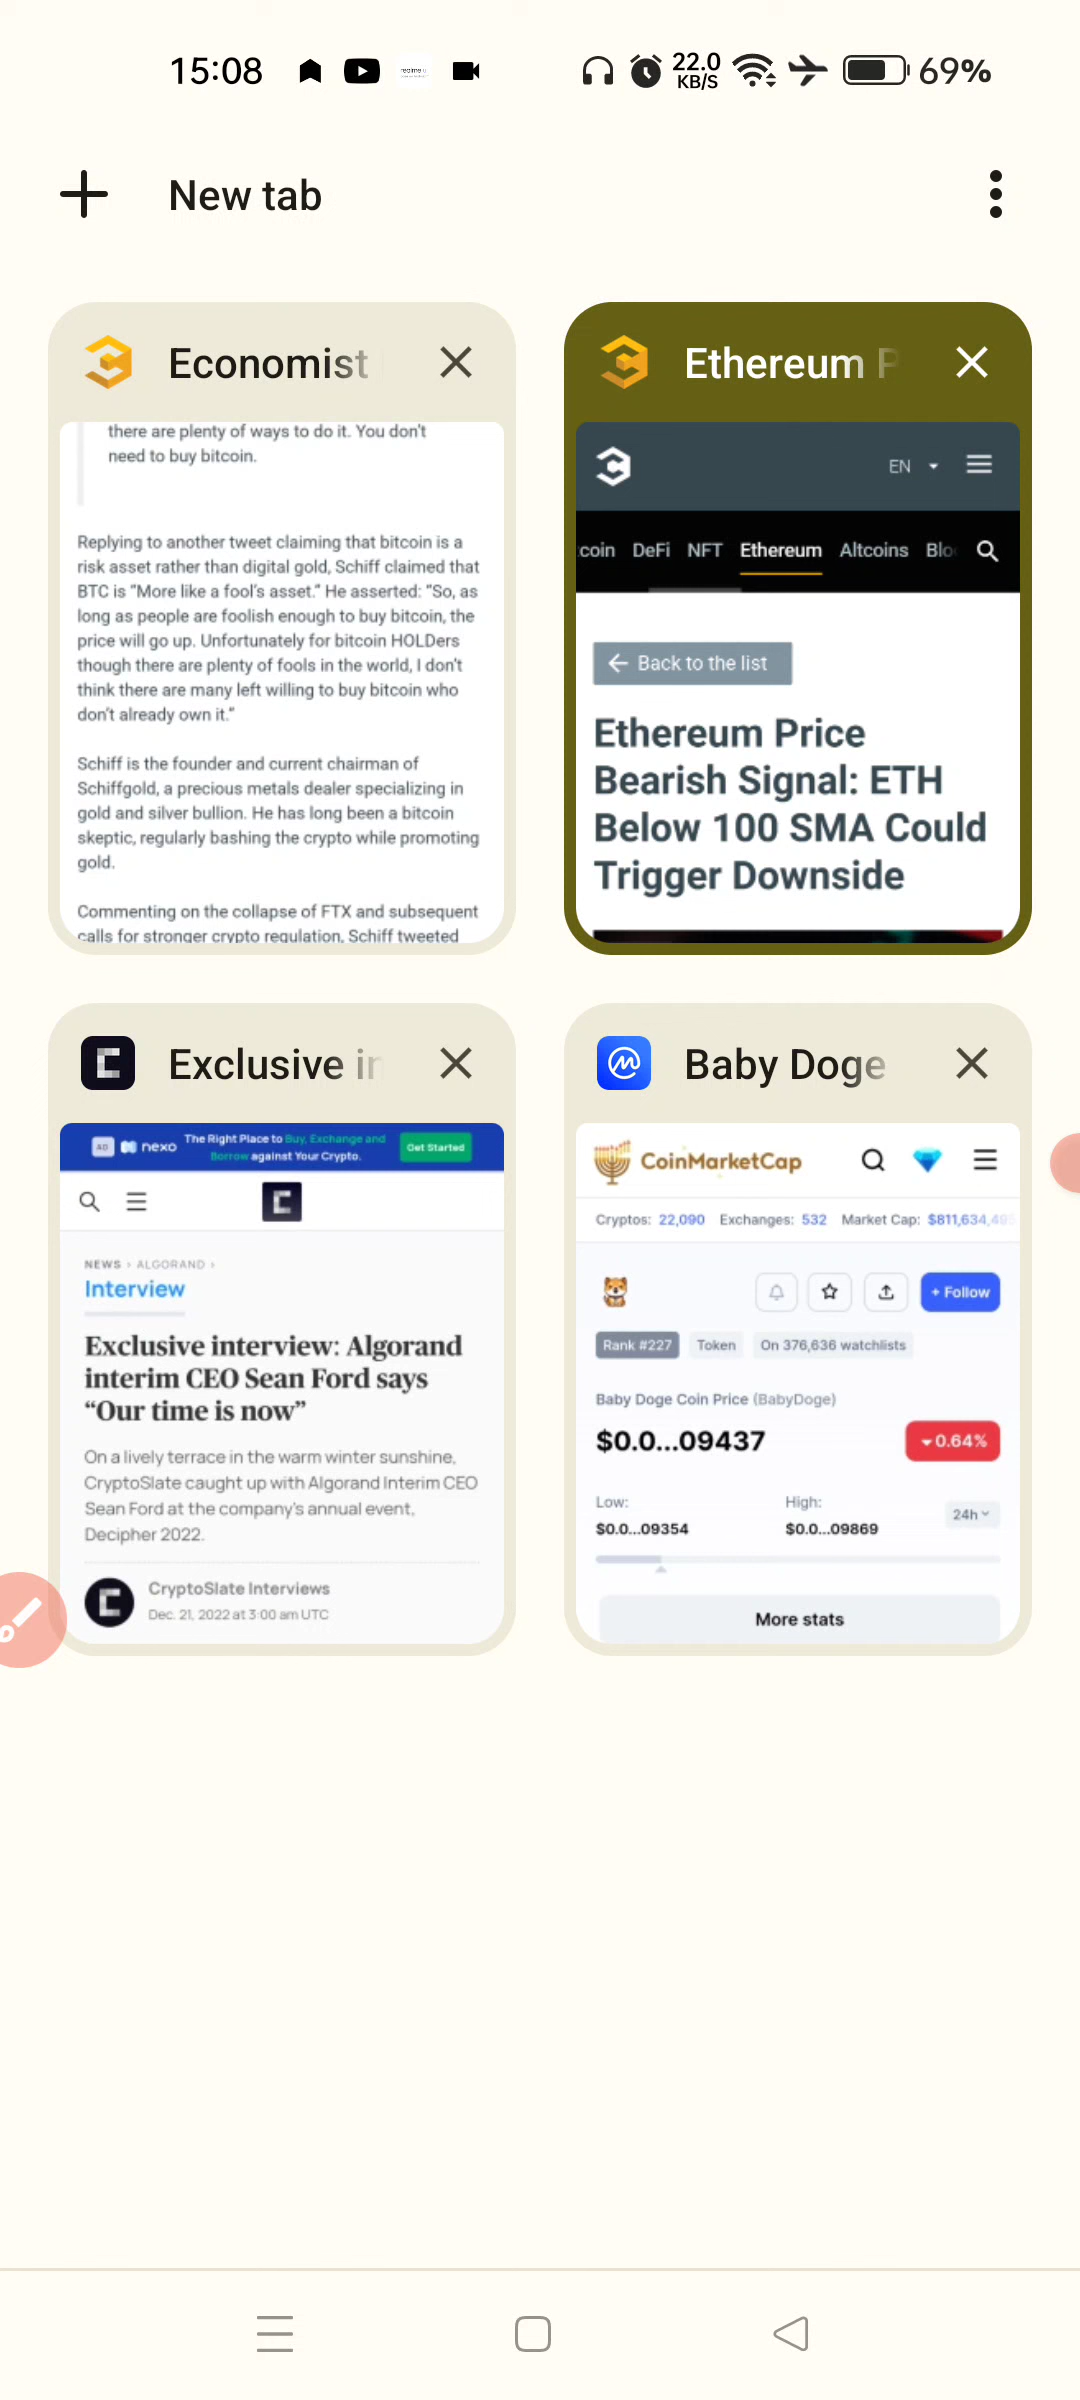 15:08
22.0
KB/S
69%
New tab
Economist
there are plenty of ways to do it. You don't
need to buy bitcoin.
Replying to another tweet claiming that bitcoin is a
risk asset rather than digital gold, Schiff claimed that
BTC is “More like a fool’s asset.” He asserted: “So, as
long as people are foolish enough to buy bitcoin, the
price will go up. Unfortunately for bitcoin HOLDers
though there are plenty of fools in the world, I don’t
think there are many left willing to buy bitcoin who
don’t already own it.”
Schiff is the founder and current chairman of
Schiffgold, a precious metals dealer specializing in
gold and silver bullion. He has long been a bitcoin
skeptic, regularly bashing the crypto while promoting
gold.
Commenting on the collapse of FTX and subsequent
calls for stronger crypto regulation, Schiff tweeted
Ethereum P
EN
coin DeFi NFT Ethereum Altcoins Blo
Back to the list
Ethereum Price
Bearish Signal: ETH
Below 100 SMA Could
Trigger Downside
Exclusive in
AD nexo The Right Place to Buy, Exchange and
Borrow against Your Crypto.
Get Started
NEWS › ALGORAND ›
Interview
Exclusive interview: Algorand
interim CEO Sean Ford says
“Our time is now”
On a lively terrace in the warm winter sunshine,
CryptoSlate caught up with Algorand Interim CEO
Sean Ford at the company's annual event,
Decipher 2022.
CryptoSlate Interviews
Dec. 21, 2022 at 3:00 am UTC
Baby Doge
CoinMarketCap
Cryptos: 22,090 Exchanges: 532 Market Cap: $811,634,495
+ Follow
Rank #227 Token On 376,636 watchlists
Baby Doge Coin Price (BabyDoge)
$0.0...09437
0.64%
Low: High:
$0.0...09354 $0.0...09869
24h
More stats